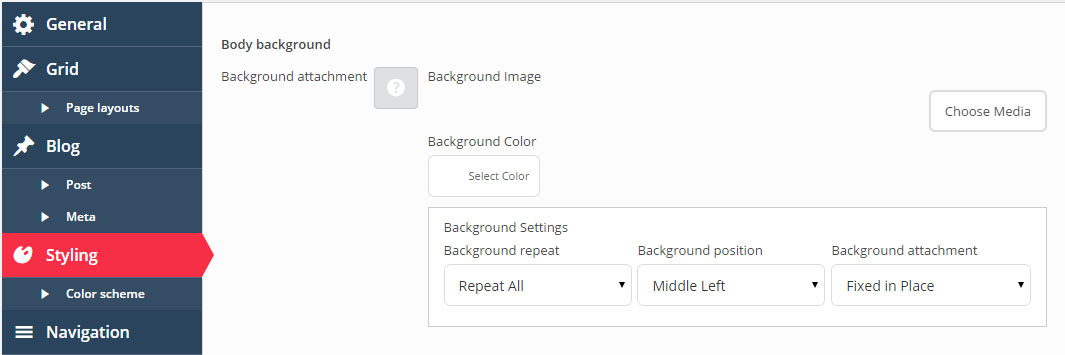 General
Grid
Page layouts
Blog
Post
Meta
Styling
Color scheme
Navigation
Body background
Background attachment
?
Background Image
Choose Media
Background Color
Select Color
Background Settings
Background repeat
Background position
Background attachment
Repeat All
Middle Left
Fixed in Place